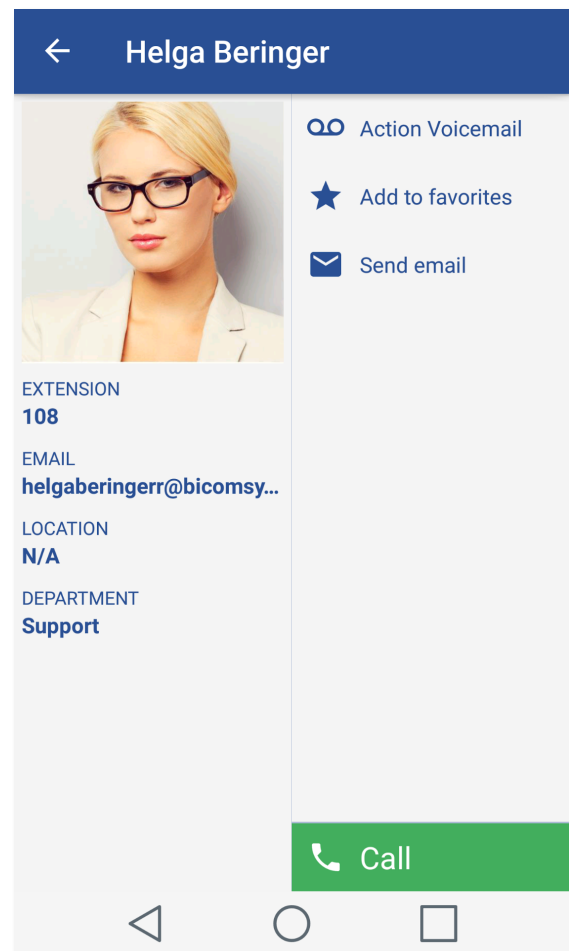 Helga Beringer
EXTENSION
108
EMAIL
helgaberingerr@bicomsy...
LOCATION
N/A
DEPARTMENT
Support
Action Voicemail
Add to favorites
Send email
Call